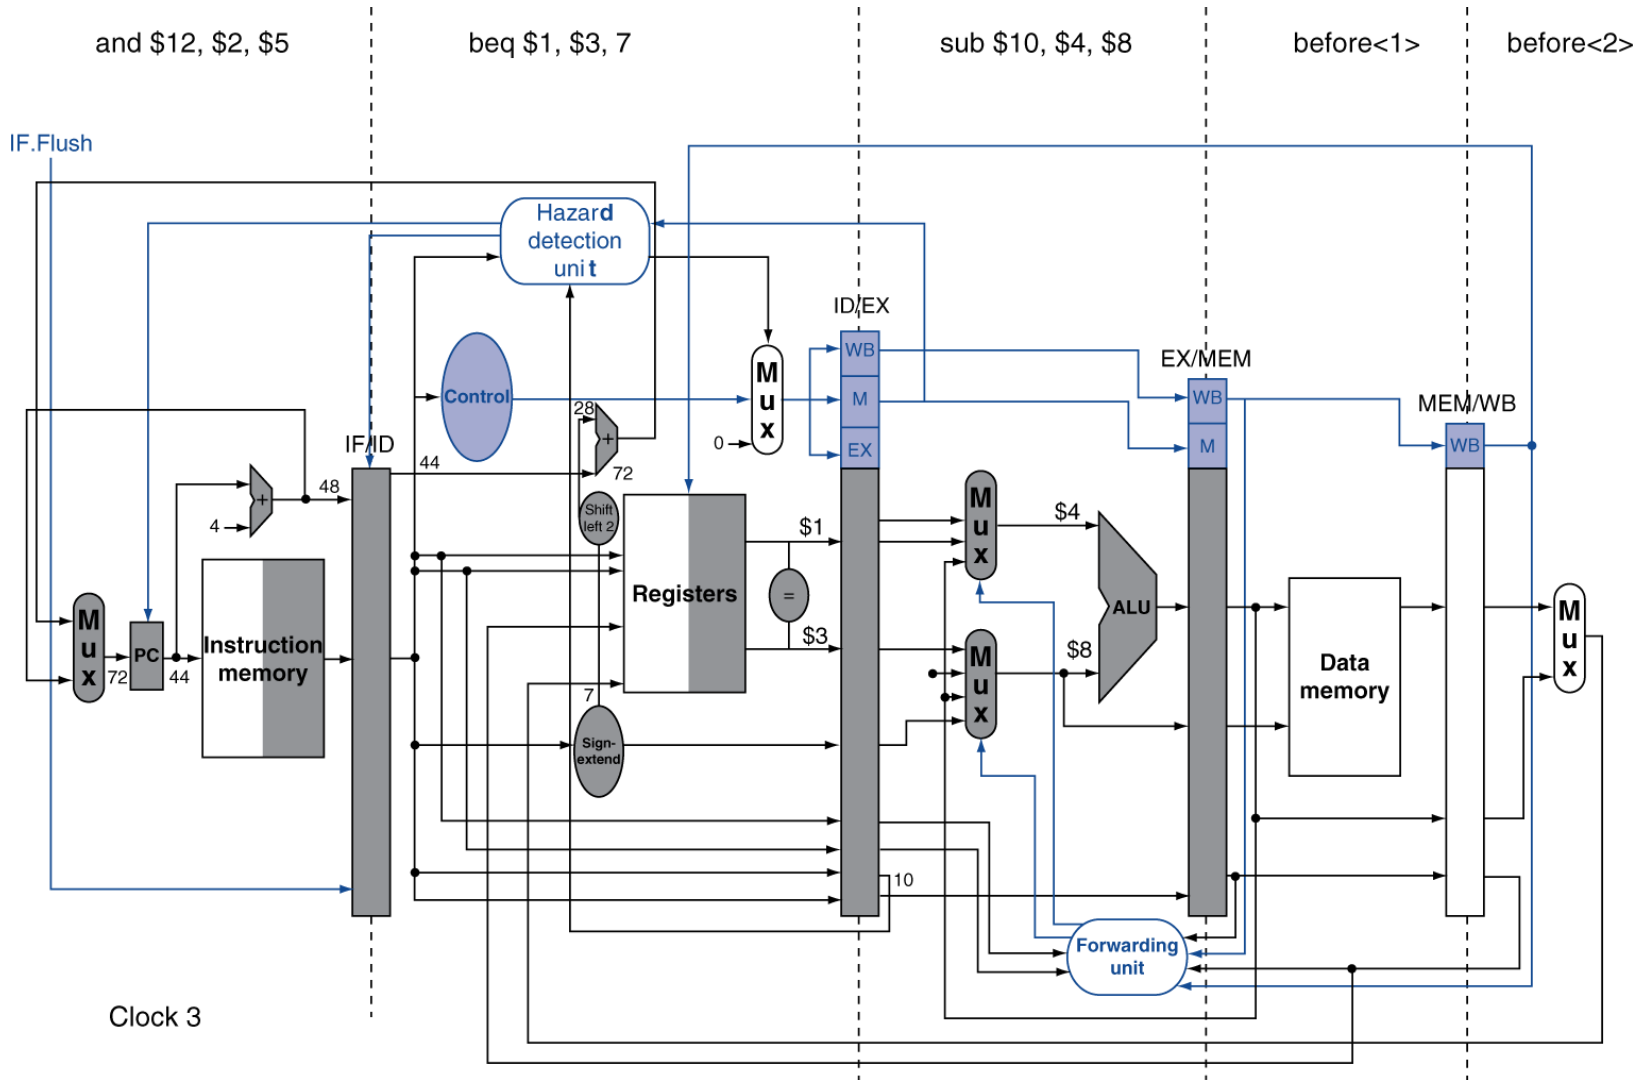 and $12, $2, $5
beq $1, $3, 7
sub $10, $4, $8
before<1>
before<2>
IF.Flush
Hazard
detection
unit
ID/EX
WB
M
EX
Control
M
u
x
0
28
+
72
EX/MEM
WB
M
MEM/WB
WB
IF/ID
44
48
+
4
Shift
left 2
M
u
x
$4
$1
Registers
=
$3
ALU
M
u
x
PC
72
44
Instruction
memory
M
u
x
$8
Data
memory
M
u
x
7
Sign-
extend
10
Forwarding
unit
Clock 3